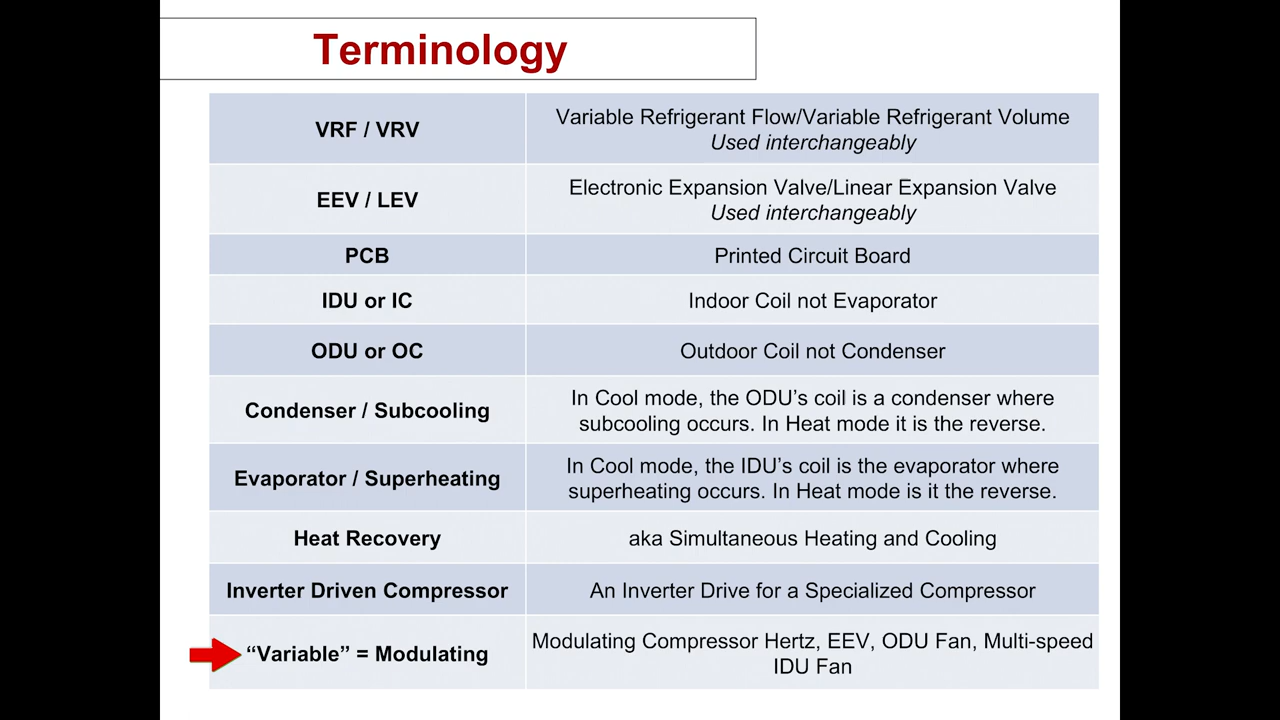 Terminology
VRF / VRV
Variable Refrigerant Flow/Variable Refrigerant Volume
Used interchangeably
EEV / LEV
Electronic Expansion Valve/Linear Expansion Valve
Used interchangeably
PCB
Printed Circuit Board
IDU or IC
Indoor Coil not Evaporator
ODU or OC
Outdoor Coil not Condenser
Condenser / Subcooling
In Cool mode, the ODU’s coil is a condenser where
subcooling occurs. In Heat mode it is the reverse.
Evaporator / Superheating
In Cool mode, the IDU’s coil is the evaporator where
superheating occurs. In Heat mode is it the reverse.
Heat Recovery
aka Simultaneous Heating and Cooling
Inverter Driven Compressor
An Inverter Drive for a Specialized Compressor
“Variable” = Modulating
Modulating Compressor Hertz, EEV, ODU Fan, Multi-speed
IDU Fan